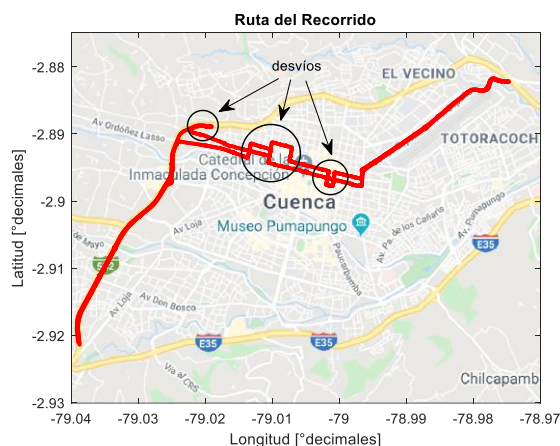 Ruta del Recorrido
-2.88
-2.89
-2.9
-2.91
-2.92
-2.93
Latitud [°decimales]
desvíos
EL VECINO
Av Ordóñez Lasso
TOTORACOCH
Catedral de la
Inmaculada Concepción
Cuenca
Museo Pumapungo
Av Loja
Av. Pa de los Cañaris
Av. Pumapungo
E35
de Mayo
Paucarbamba
Av Loja
Av Don Bosco
E35
E35
Via a/ CRS
Chilcapamb
-79.04
-79.03
-79.02
-79.01
-79
-78.99
-78.98
-78.97
Longitud [°decimales]